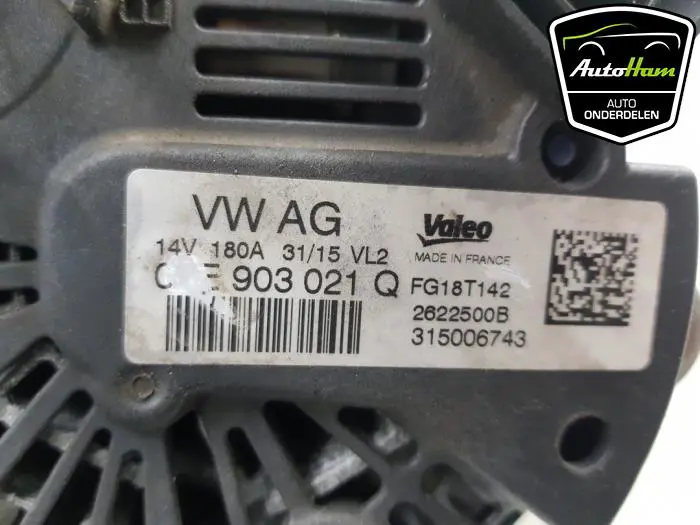 AutoHam
AUTO
ONDERDELEN
VW AG
14V 180A 31/15 VL2
903 021 Q
Valeo
MADE IN FRANCE
FG18T142
2622500B
315006743